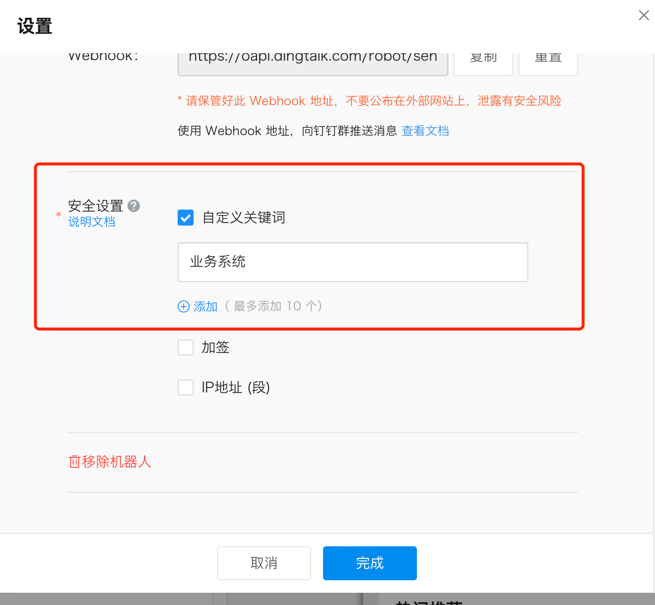 设置
Webhook:
https://oapi.dingtalk.com/robot/sen
复制
重置
* 请保管好此 Webhook 地址，不要公布在外部网站上，泄露有安全风险
使用 Webhook 地址，向钉钉群推送消息 查看文档
* 安全设置 ?
说明文档
自定义关键词
业务系统
添加（最多添加 10 个）
加签
IP地址 (段)
移除机器人
取消
完成